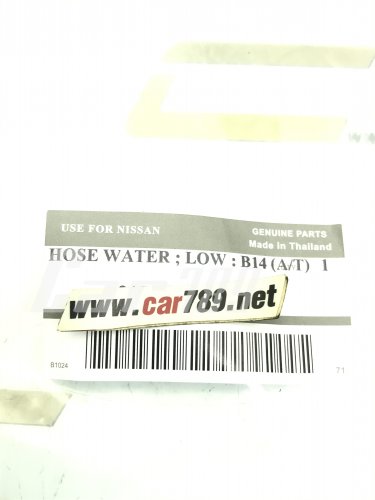 USE FOR NISSAN
GENUINE PARTS
Made in Thailand
HOSE WATER ; LOW : B14 (A/T) 1
www.car789.net
B1024
71